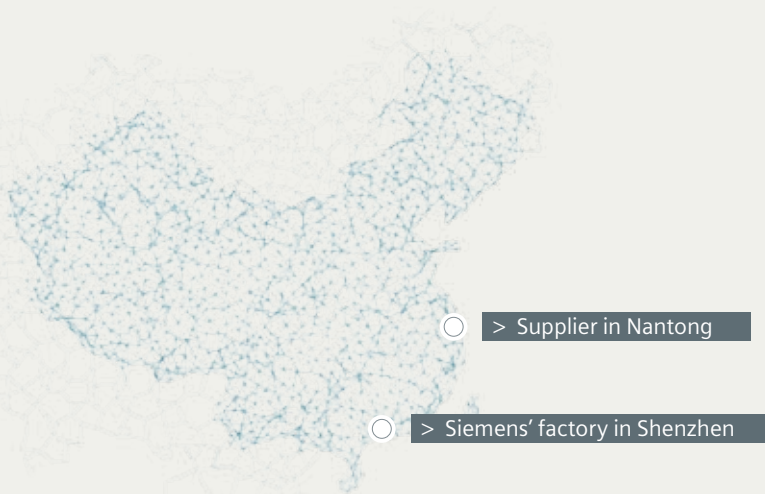 > Supplier in Nantong
> Siemens’ factory in Shenzhen